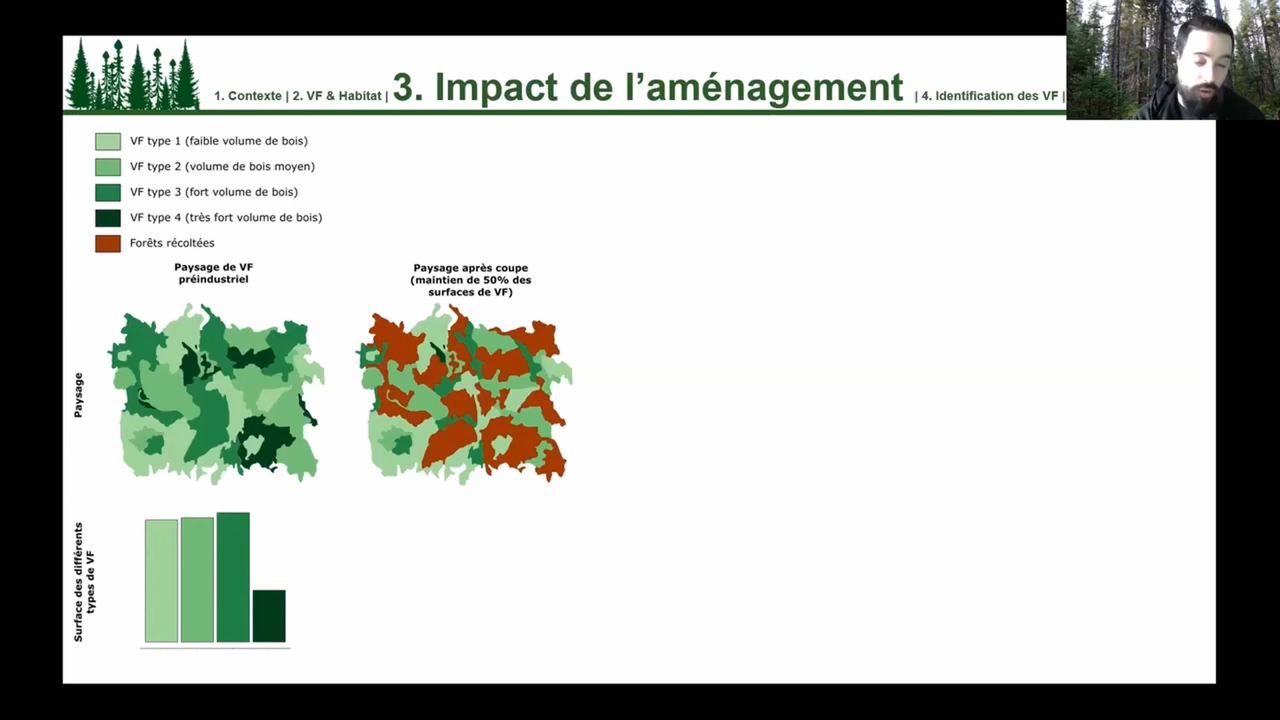 1. Contexte | 2. VF & Habitat | 3. Impact de l’aménagement | 4. Identification des VF |
VF type 1 (faible volume de bois)
VF type 2 (volume de bois moyen)
VF type 3 (fort volume de bois)
VF type 4 (très fort volume de bois)
Forêts récoltées
Paysage de VF
préindustriel
Paysage après coupe
(maintien de 50% des
surfaces de VF)
Paysage
Surface des différents
types de VF